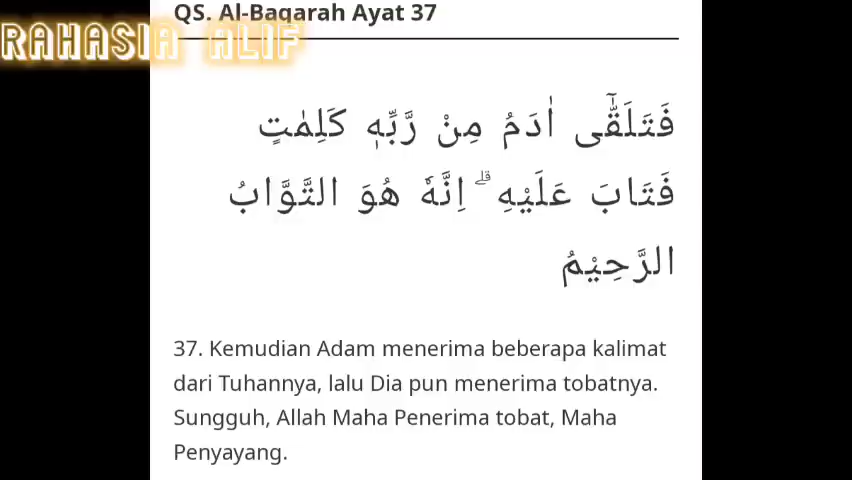 QS. Al-Baqarah Ayat 37
RAHASIA ALIF
فَتَلَقّٰٓى اٰدَمُ مِنْ رَّبِّهٖ كَلِمٰتٍ
فَتَابَ عَلَيْهِ ۗ اِنَّهٗ هُوَ التَّوَّابُ
الرَّحِيْمُ
37. Kemudian Adam menerima beberapa kalimat
dari Tuhannya, lalu Dia pun menerima tobatnya.
Sungguh, Allah Maha Penerima tobat, Maha
Penyayang.